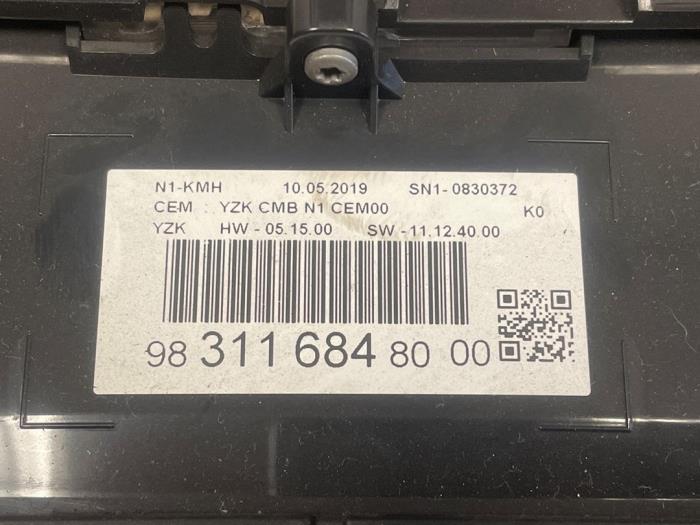 N1-KMH 10.05.2019 SN1- 0830372
CEM : YZK CMB N1 CEM00 K0
YZK HW - 05.15.00 SW - 11.12.40.00
98 311 684 80 00